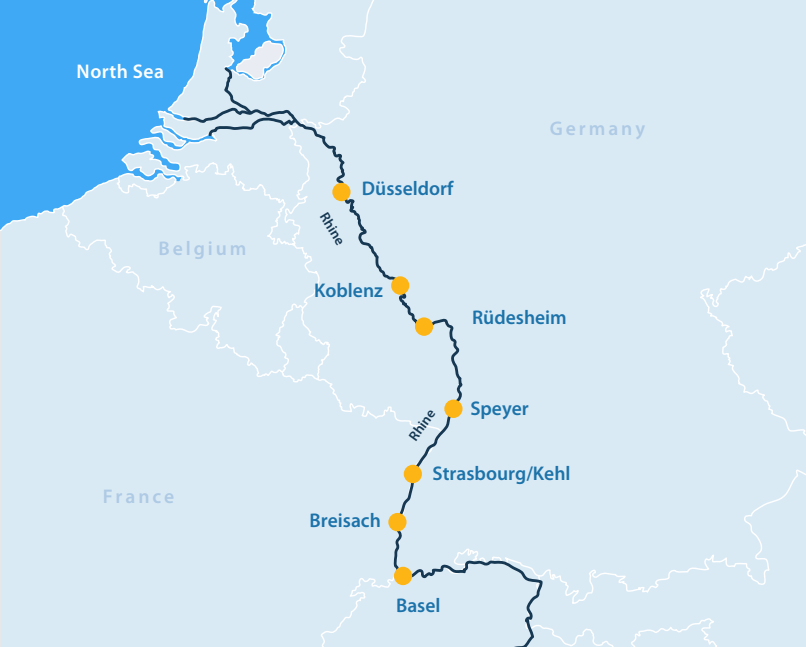 North Sea
Germany
Düsseldorf
Rhine
Belgium
Koblenz
Rüdesheim
Speyer
Rhine
Strasbourg/Kehl
France
Breisach
Basel